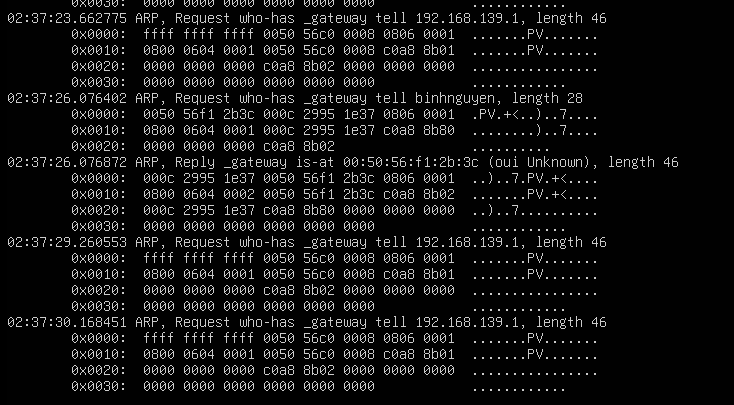 0x0030: 0000 0000 0000 0000 0000 0000 ............
02:37:23.662775 ARP, Request who-has _gateway tell 192.168.139.1, length 46
0x0000: ffff ffff ffff 0050 56c0 0008 0806 0001 .......PV.......
0x0010: 0800 0604 0001 0050 56c0 0008 c0a8 8b01 .......PV.......
0x0020: 0000 0000 0000 c0a8 8b02 0000 0000 0000 ................
0x0030: 0000 0000 0000 0000 0000 0000 ............
02:37:26.076402 ARP, Request who-has _gateway tell binhnguyen, length 28
0x0000: 0050 56f1 2b3c 000c 2995 1e37 0806 0001 .PV.+<..)..7....
0x0010: 0800 0604 0001 000c 2995 1e37 c0a8 8b80 ........)..7....
0x0020: 0000 0000 0000 c0a8 8b02 ..........
02:37:26.076872 ARP, Reply _gateway is-at 00:50:56:f1:2b:3c (oui Unknown), length 46
0x0000: 000c 2995 1e37 0050 56f1 2b3c 0806 0001 ..)..7.PV.+<....
0x0010: 0800 0604 0002 0050 56f1 2b3c c0a8 8b02 .......PV.+<....
0x0020: 000c 2995 1e37 c0a8 8b80 0000 0000 0000 ..)..7..........
0x0030: 0000 0000 0000 0000 0000 0000 ............
02:37:29.260553 ARP, Request who-has _gateway tell 192.168.139.1, length 46
0x0000: ffff ffff ffff 0050 56c0 0008 0806 0001 .......PV.......
0x0010: 0800 0604 0001 0050 56c0 0008 c0a8 8b01 .......PV.......
0x0020: 0000 0000 0000 c0a8 8b02 0000 0000 0000 ................
0x0030: 0000 0000 0000 0000 0000 0000 ............
02:37:30.168451 ARP, Request who-has _gateway tell 192.168.139.1, length 46
0x0000: ffff ffff ffff 0050 56c0 0008 0806 0001 .......PV.......
0x0010: 0800 0604 0001 0050 56c0 0008 c0a8 8b01 .......PV.......
0x0020: 0000 0000 0000 c0a8 8b02 0000 0000 0000 ................
0x0030: 0000 0000 0000 0000 0000 0000 ............